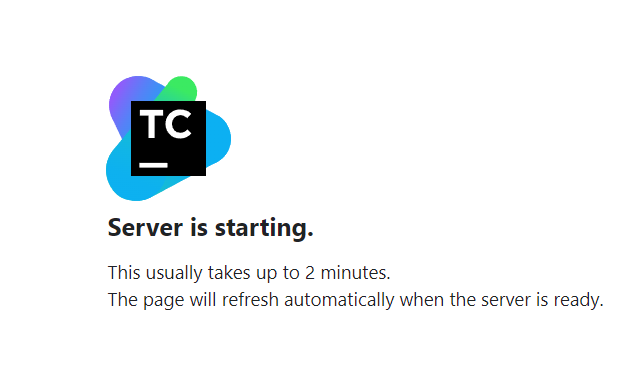 TC
Server is starting.
This usually takes up to 2 minutes.
The page will refresh automatically when the server is ready.